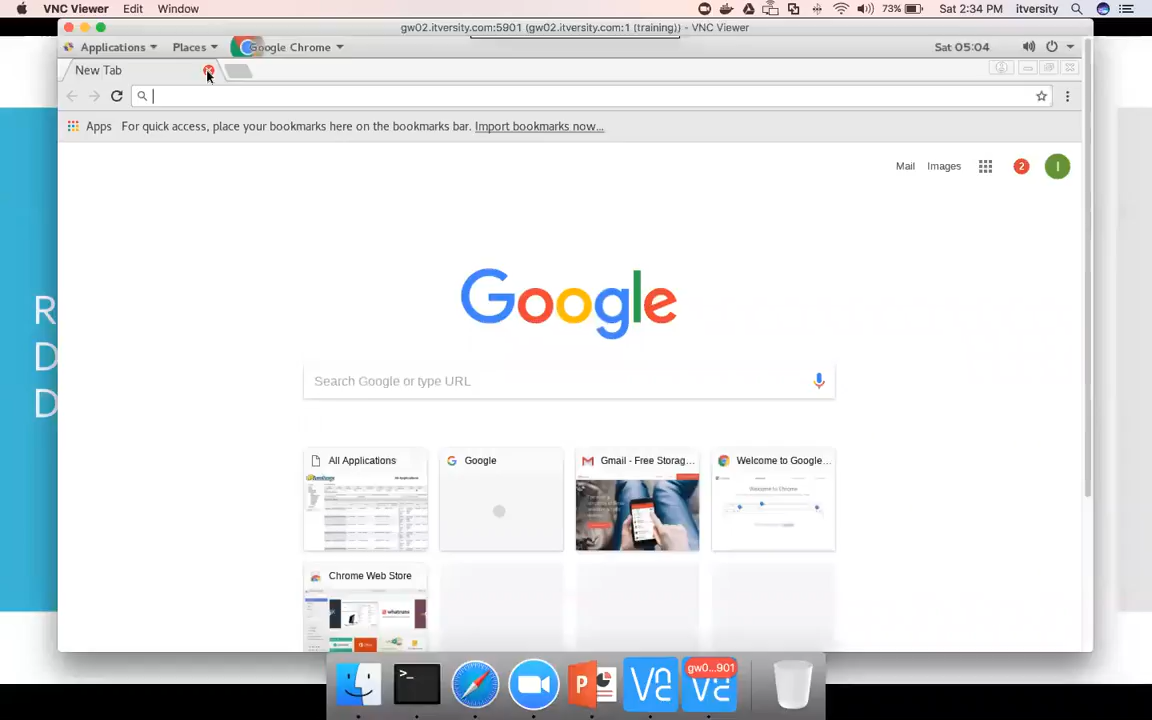 VNC Viewer Edit Window 73% Sat 2:34 PM itversity
gw02.itversity.com:5901 (gw02.itversity.com:1 (training)) - VNC Viewer
Applications Places Google Chrome Sat 05:04
New Tab
Apps For quick access, place your bookmarks here on the bookmarks bar. Import bookmarks now...
Mail Images 2 I
R
Google
D
Search Google or type URL
D
All Applications Google Gmail - Free Storag... Welcome to Google...
Chrome Web Store
gw0...901
>_ P VC VC